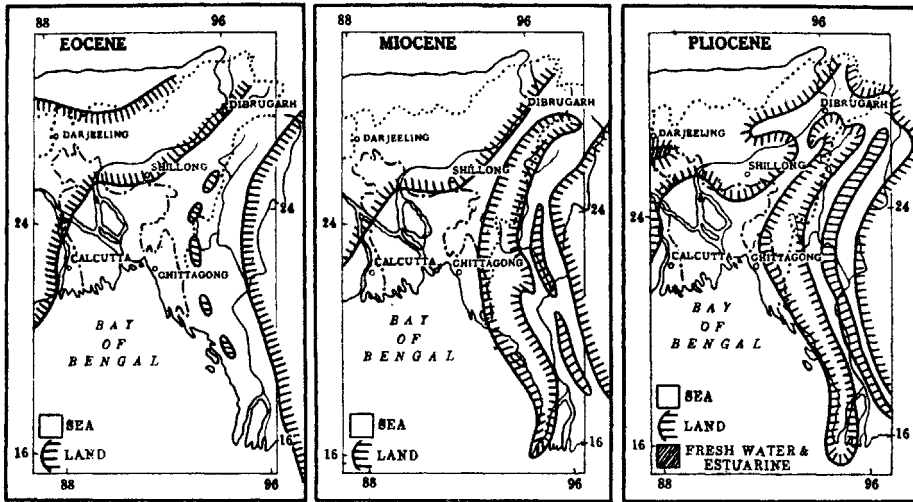 88
96
EOCENE
DIBRUGARH
DARJEELING
SHILLONG
24
CALCUTTA
CHITTAGONG
BAY
OF
BENGAL
SEA
LAND
16
16
88
96
88
96
MIOCENE
DIBRUGARH
DARJEELING
SHILLONG
24
24
CALCUTTA
CHITTAGONG
BAY
OF
BENGAL
SEA
LAND
16
16
88
96
88
96
PLIOCENE
DIBRUGARH
DARJEELING
SHILLONG
24
24
CALCUTTA
CHITTAGONG
BAY
OF
BENGAL
SEA
LAND
16
16
FRESH WATER &
ESTUARINE
88
96
24